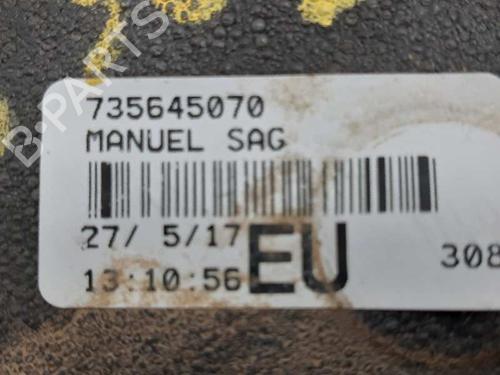 735645070
MANUEL SAG
27/ 5/17
13:10:56
EU
308
B-PARTS